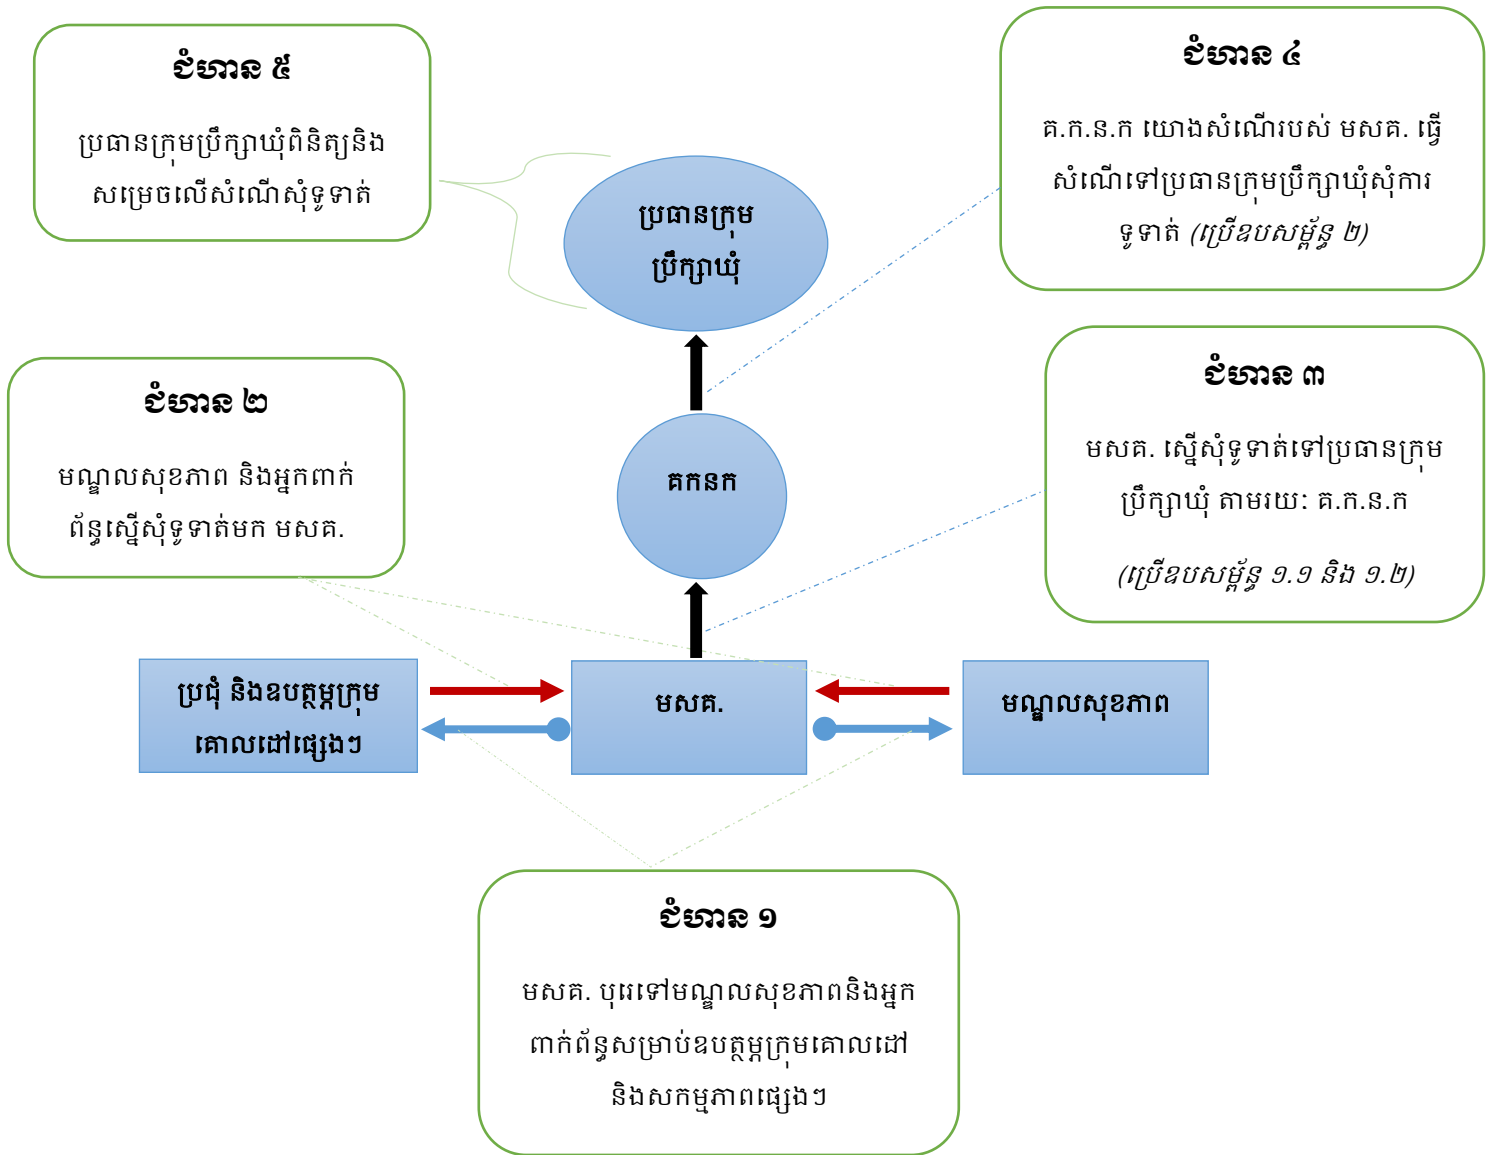 ជំហាន ៥
ប្រធានក្រុមប្រឹក្សាឃុំពិនិត្យនិង
សម្រេចលើសំណើសុំទូទាត់
ជំហាន ៤
គ.ក.ន.ក យោងសំណើរបស់ មសគ. ធ្វើ
សំណើទៅប្រធានក្រុមប្រឹក្សាឃុំសុំការ
ទូទាត់ (ប្រើឧបសម្ព័ន្ធ ២)
ប្រធានក្រុម
ប្រឹក្សាឃុំ
ជំហាន ២
មណ្ឌលសុខភាព និងអ្នកពាក់
ព័ន្ធស្នើសុំទូទាត់មក មសគ.
គកនក
ជំហាន ៣
មសគ. ស្នើសុំទូទាត់ទៅប្រធានក្រុម
ប្រឹក្សាឃុំ តាមរយៈ គ.ក.ន.ក
(ប្រើឧបសម្ព័ន្ធ ១.១ និង ១.២)
ប្រជុំ និងឧបត្ថម្ភក្រុម
គោលដៅផ្សេងៗ
មសគ.
មណ្ឌលសុខភាព
ជំហាន ១
មសគ. បុរេទៅមណ្ឌលសុខភាពនិងអ្នក
ពាក់ព័ន្ធសម្រាប់ឧបត្ថម្ភក្រុមគោលដៅ
និងសកម្មភាពផ្សេងៗ